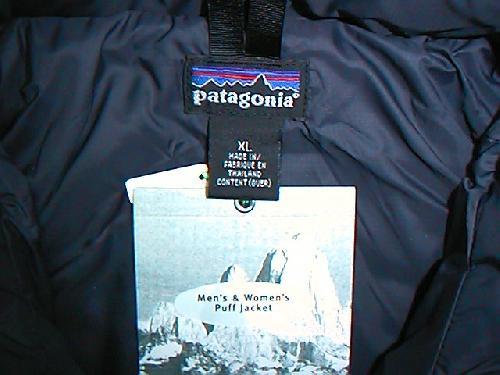 patagonia®
XL
MADE IN/
FABRIQUE EN
THAILAND
CONTENT (OVER)
Men's & Women's
Puff Jacket